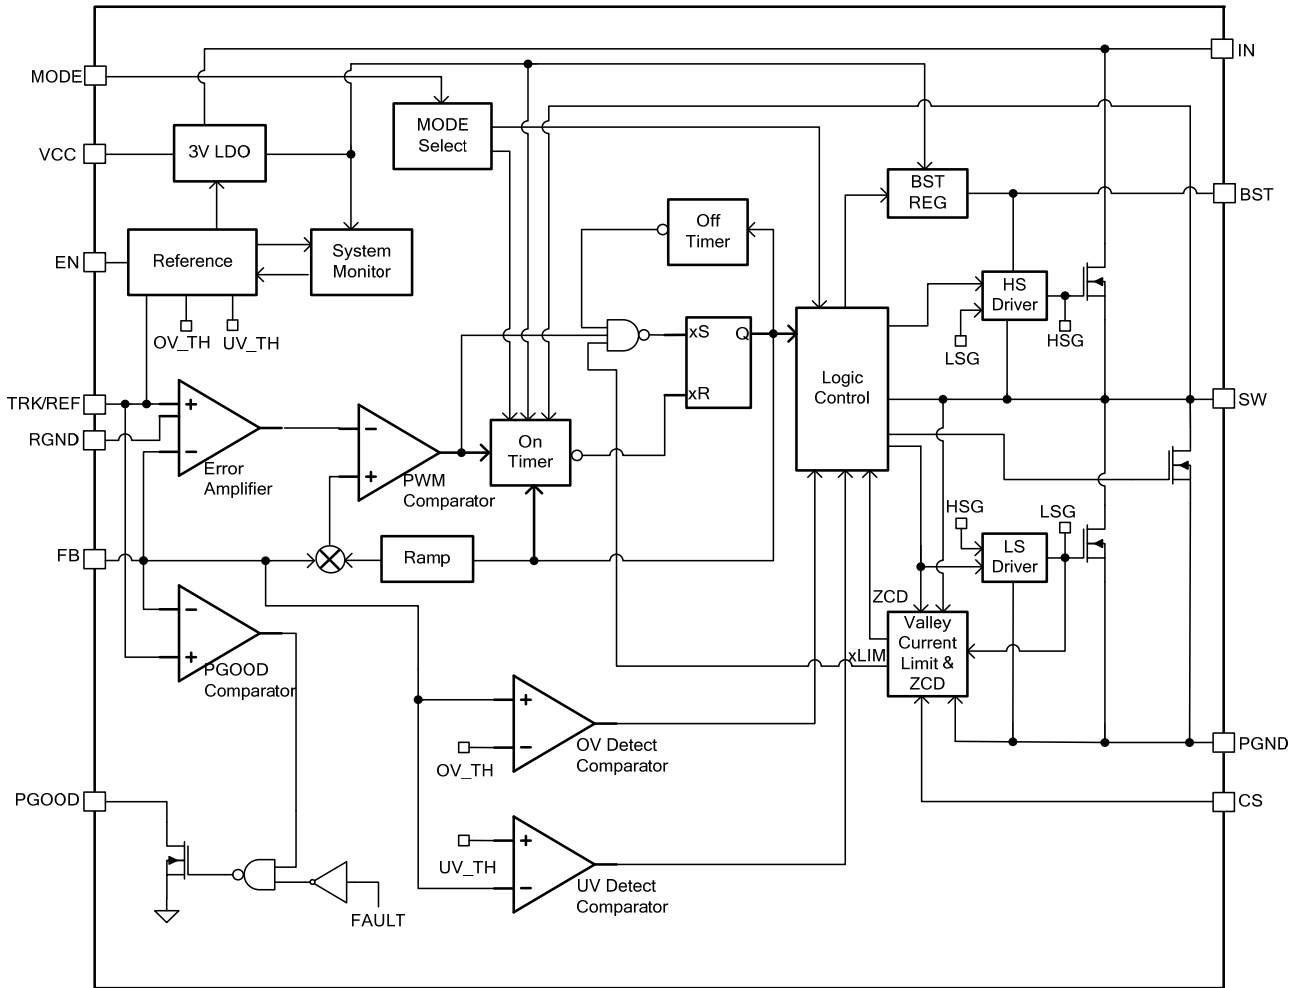 IN
MODE
MODE
Select
VCC
3V LDO
BST
REG
BST
Off
Timer
EN
Reference
System
Monitor
HS
Driver
OV_TH
UV_TH
LSG
HSG
xS
Q
xR
Logic
Control
TRK/REF
+
SW
RGND
−
Error
Amplifier
−
+
PWM
Comparator
On
Timer
HSG
LSG
FB
Ramp
LS
Driver
ZCD
−
+
PGOOD
Comparator
xLIM
Valley
Current
Limit &
ZCD
+
−
OV_TH
OV Detect
Comparator
PGND
PGOOD
CS
+
−
UV_TH
UV Detect
Comparator
FAULT